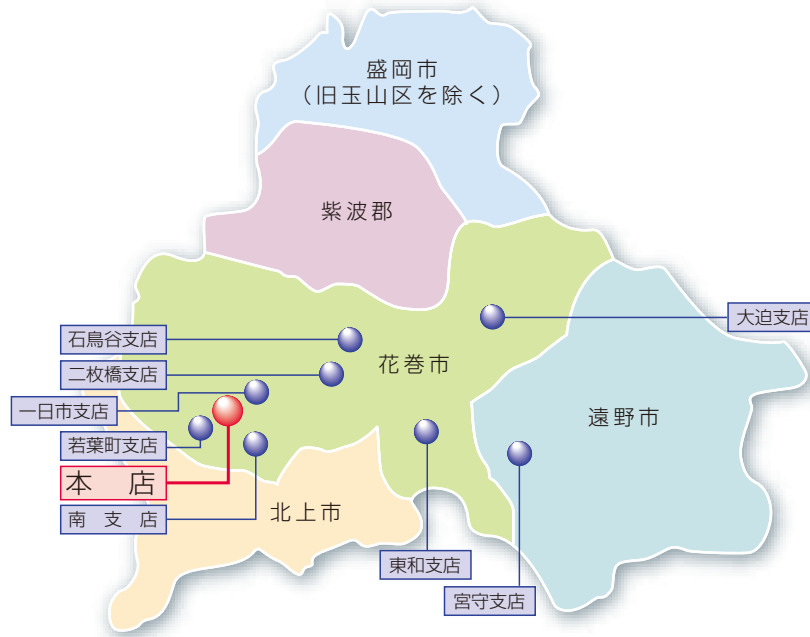 盛岡市
（旧玉山区を除く）
紫波郡
大迫支店
石鳥谷支店
花巻市
二枚橋支店
一日市支店
遠野市
若葉町支店
本 店
北上市
南 支 店
東和支店
宮守支店